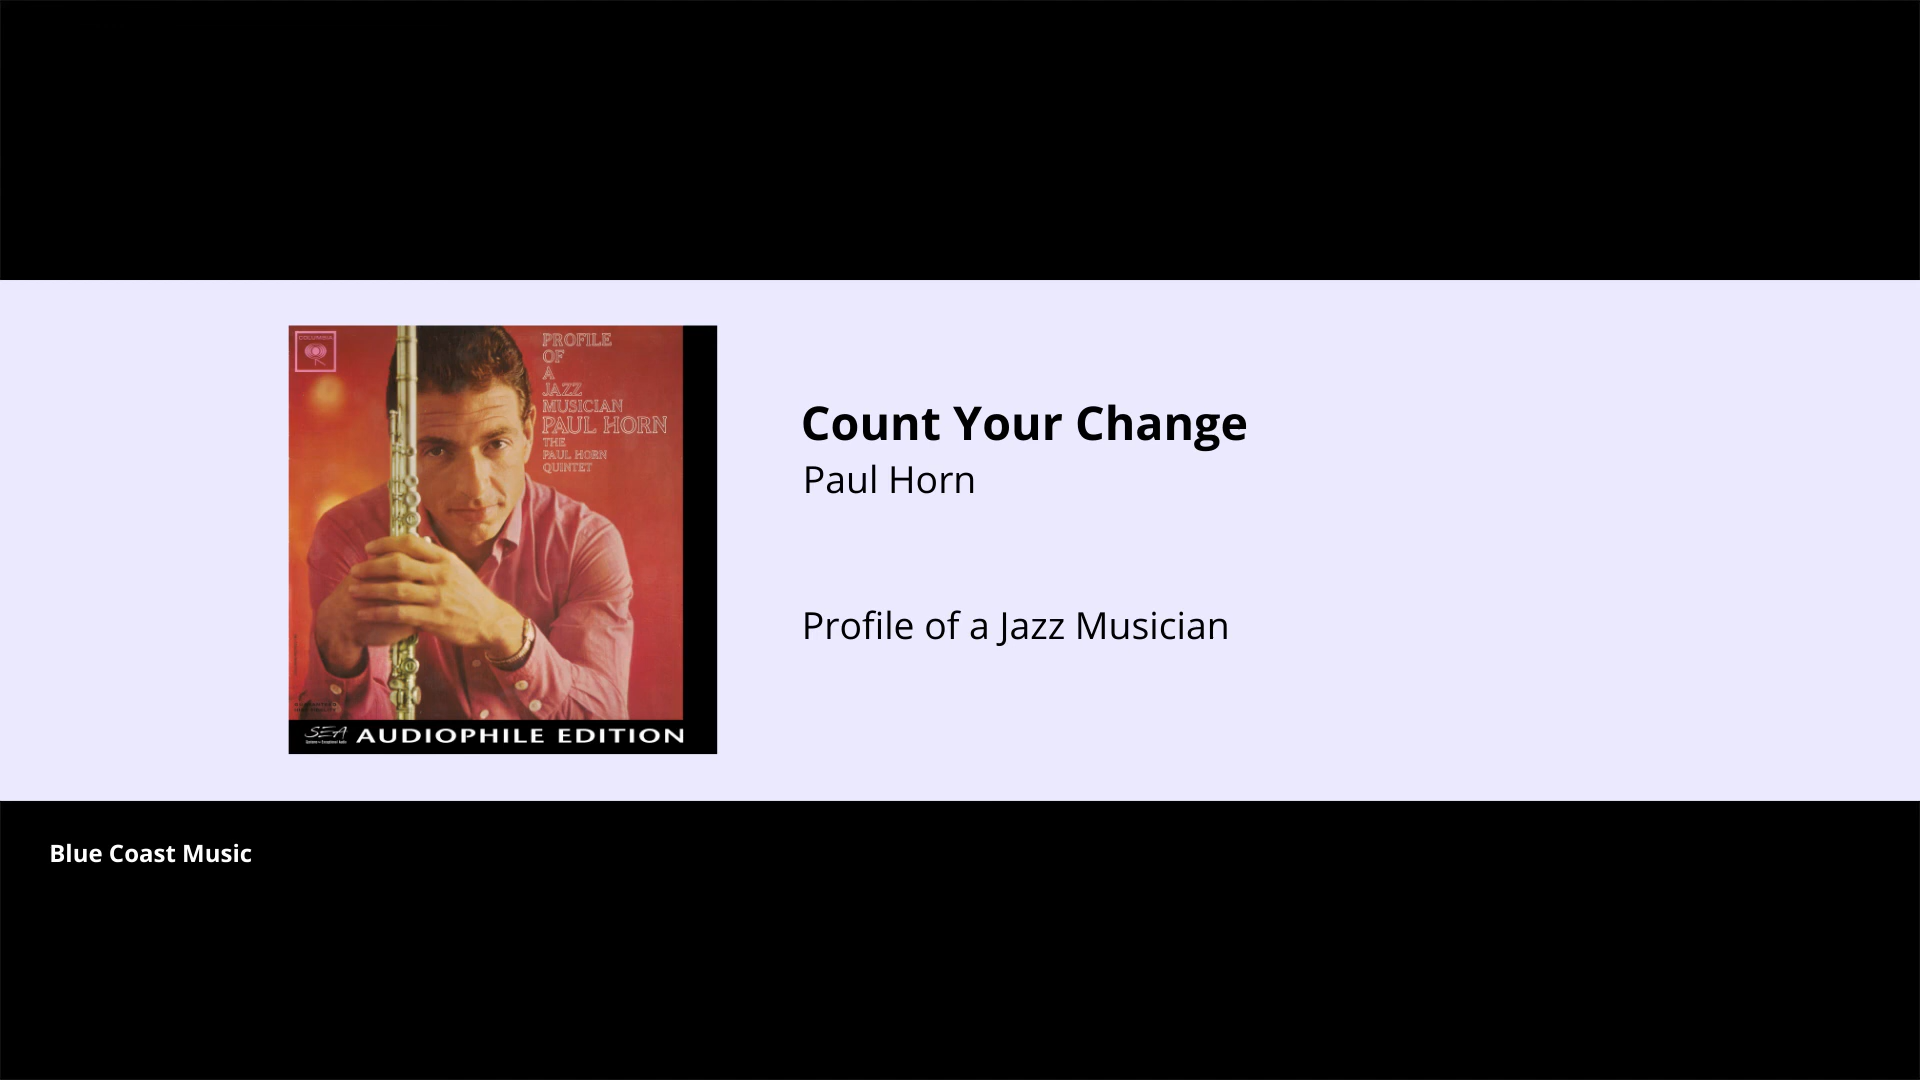 COLUMBIA
PROFILE
OF
A
JAZZ
MUSICIAN
PAUL HORN
THE
PAUL HORN
QUINTET
SEA AUDIOPHILE EDITION
Count Your Change
Paul Horn
Profile of a Jazz Musician
Blue Coast Music